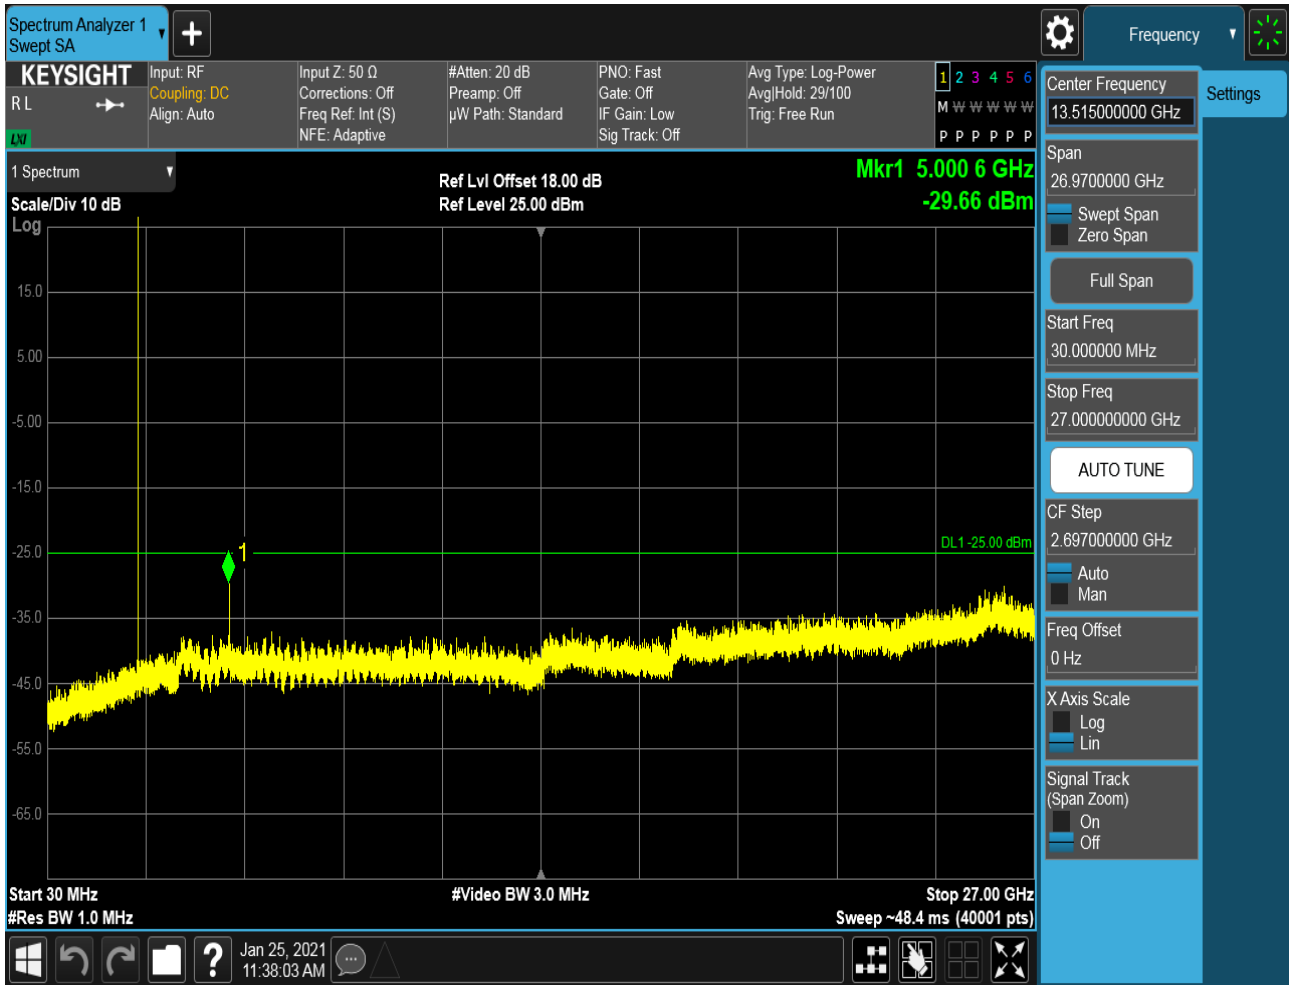 Spectrum Analyzer 1
Swept SA
Frequency
KEYSIGHT
R L
LXI
Input: RF
Coupling: DC
Align: Auto
Input Z: 50 Ω
Corrections: Off
Freq Ref: Int (S)
NFE: Adaptive
#Atten: 20 dB
Preamp: Off
µW Path: Standard
PNO: Fast
Gate: Off
IF Gain: Low
Sig Track: Off
Avg Type: Log-Power
Avg|Hold: 29/100
Trig: Free Run
1 2 3 4 5 6
M W W W W W
P P P P P P
1 Spectrum
Scale/Div 10 dB
Log
Ref Lvl Offset 18.00 dB
Ref Level 25.00 dBm
Mkr1 5.000 6 GHz
-29.66 dBm
15.0
5.00
-5.00
-15.0
-25.0
-35.0
-45.0
-55.0
-65.0
1
DL1 -25.00 dBm
Start 30 MHz
#Res BW 1.0 MHz
#Video BW 3.0 MHz
Stop 27.00 GHz
Sweep ~48.4 ms (40001 pts)
Center Frequency
13.515000000 GHz
Settings
Span
26.9700000 GHz
Swept Span
Zero Span
Full Span
Start Freq
30.000000 MHz
Stop Freq
27.000000000 GHz
AUTO TUNE
CF Step
2.697000000 GHz
Auto
Man
Freq Offset
0 Hz
X Axis Scale
Log
Lin
Signal Track
(Span Zoom)
On
Off
?
Jan 25, 2021
11:38:03 AM